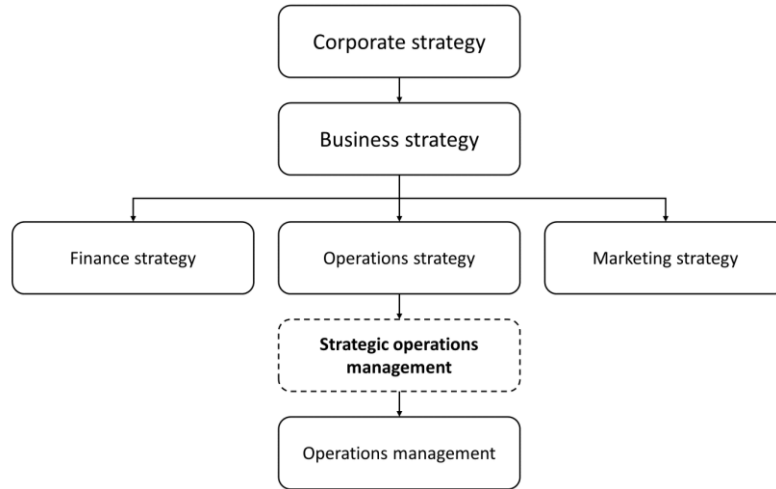 Corporate strategy
Business strategy
Finance strategy
Operations strategy
Marketing strategy
Strategic operations
management
Operations management